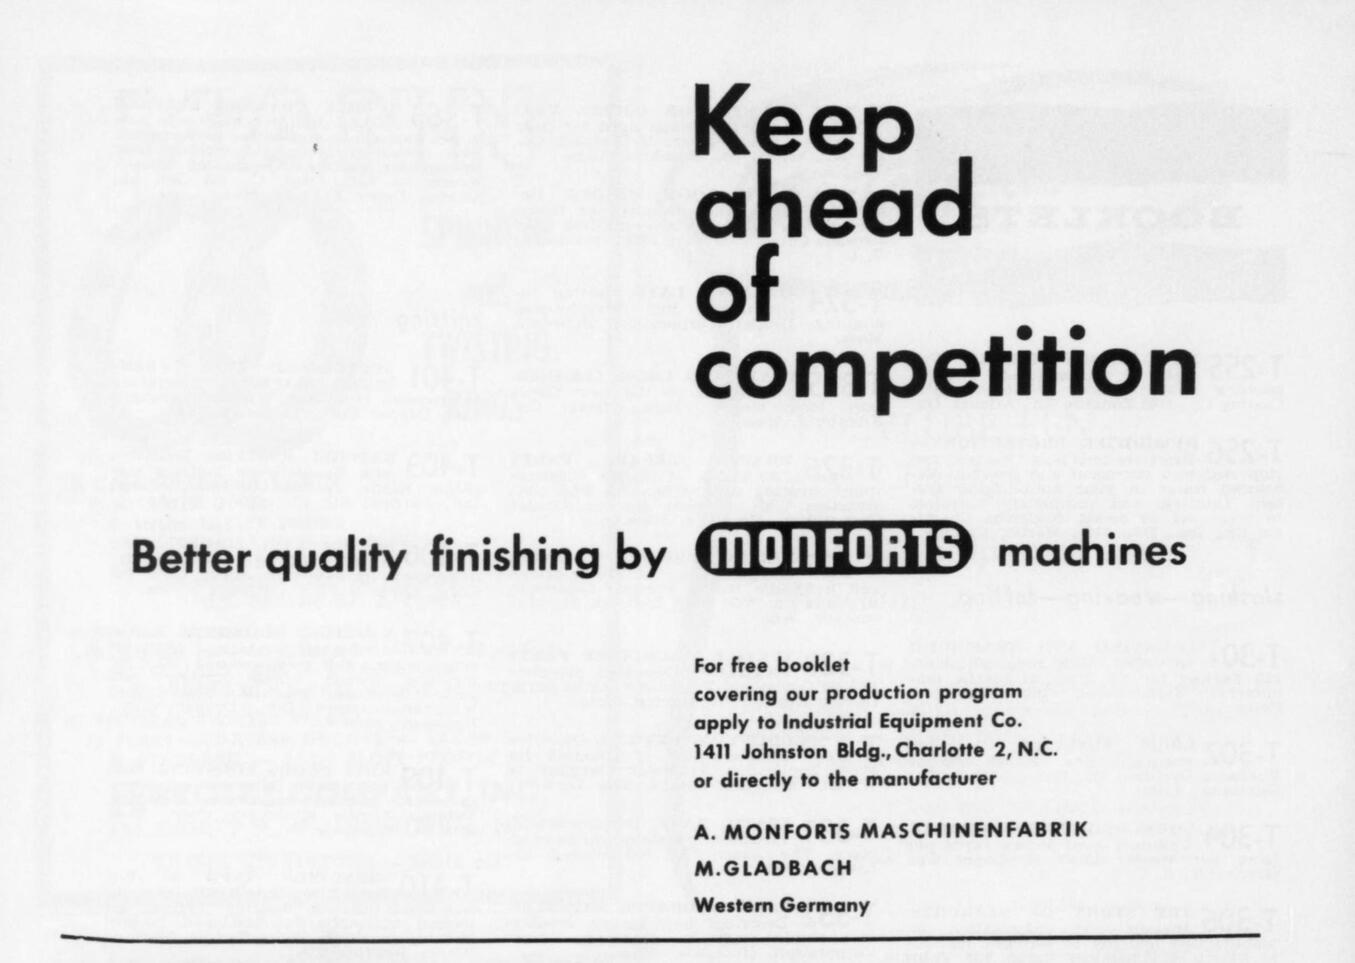 Keep
ahead
of
competition
Better quality finishing by MONFORTS machines
For free booklet
covering our production program
apply to Industrial Equipment Co.
1411 Johnston Bldg., Charlotte 2, N.C.
or directly to the manufacturer
A. MONFORTS MASCHINENFABRIK
M.GLADBACH
Western Germany